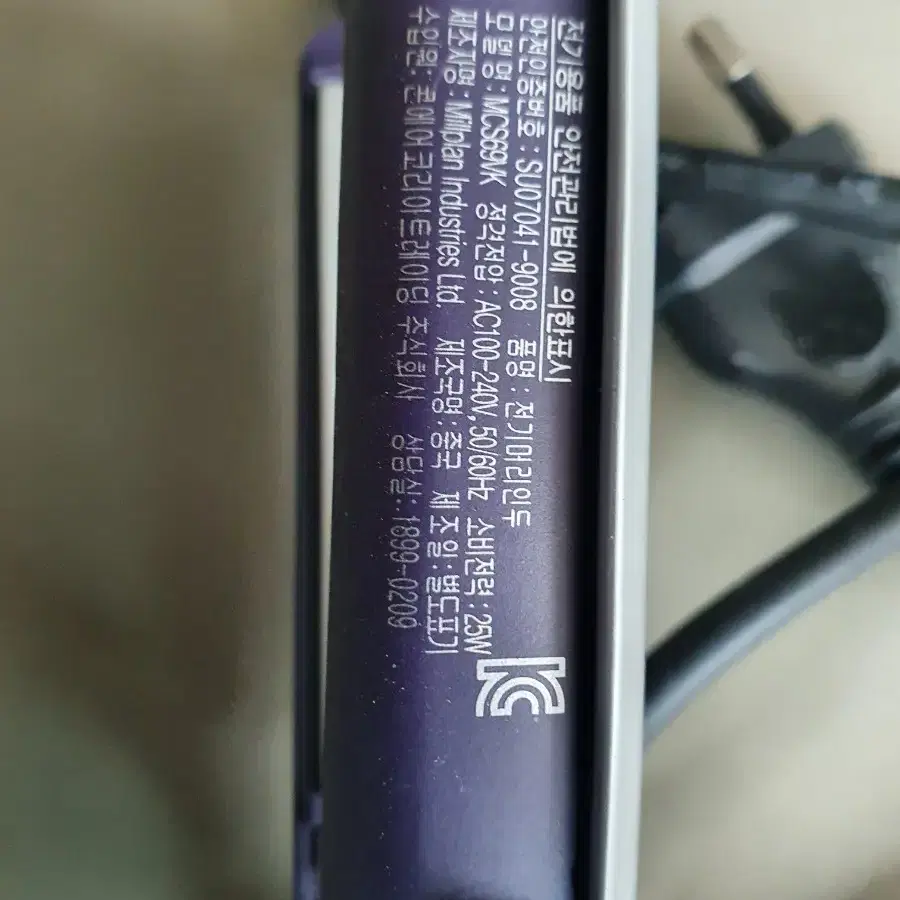 전기용품 안전관리법에 의한표시
안전인증번호 : SU07041-9008 품명 : 전기머리인두
모델명 : MCS69VK 정격전압 : AC100-240V, 50/60Hz 소비전력 : 25W
제조자명 : Millplan Industries Ltd. 제조국명 : 중국 제조일 : 별도표기
수입원 : 콘에어코리아트레이딩 주식회사 상담실 : 1899-0209
KC